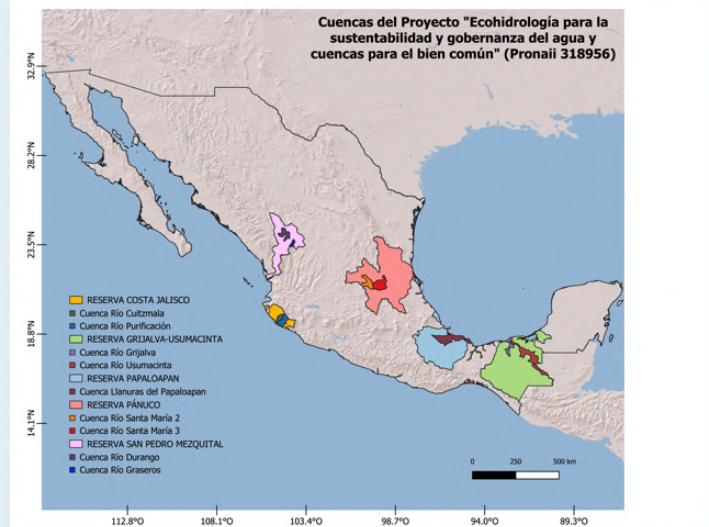 Cuencas del Proyecto "Ecohidrología para la
sustentabilidad y gobernanza del agua y
cuencas para el bien común" (Pronaii 318956)
32.9°N
28.2°N
23.5°N
18.8°N
14.1°N
RESERVA COSTA JALISCO
Cuenca Río Cuitzmala
Cuenca Río Purificación
RESERVA GRIJALVA-USUMACINTA
Cuenca Río Grijalva
Cuenca Río Usumacinta
RESERVA PAPALOAPAN
Cuenca Llanuras del Papaloapan
RESERVA PÁNUCO
Cuenca Río Santa María 2
Cuenca Río Santa María 3
RESERVA SAN PEDRO MEZQUITAL
Cuenca Río Durango
Cuenca Río Graseros
0 250 500 km
112.8°O 108.1°O 103.4°O 98.7°O 94.0°O 89.3°O